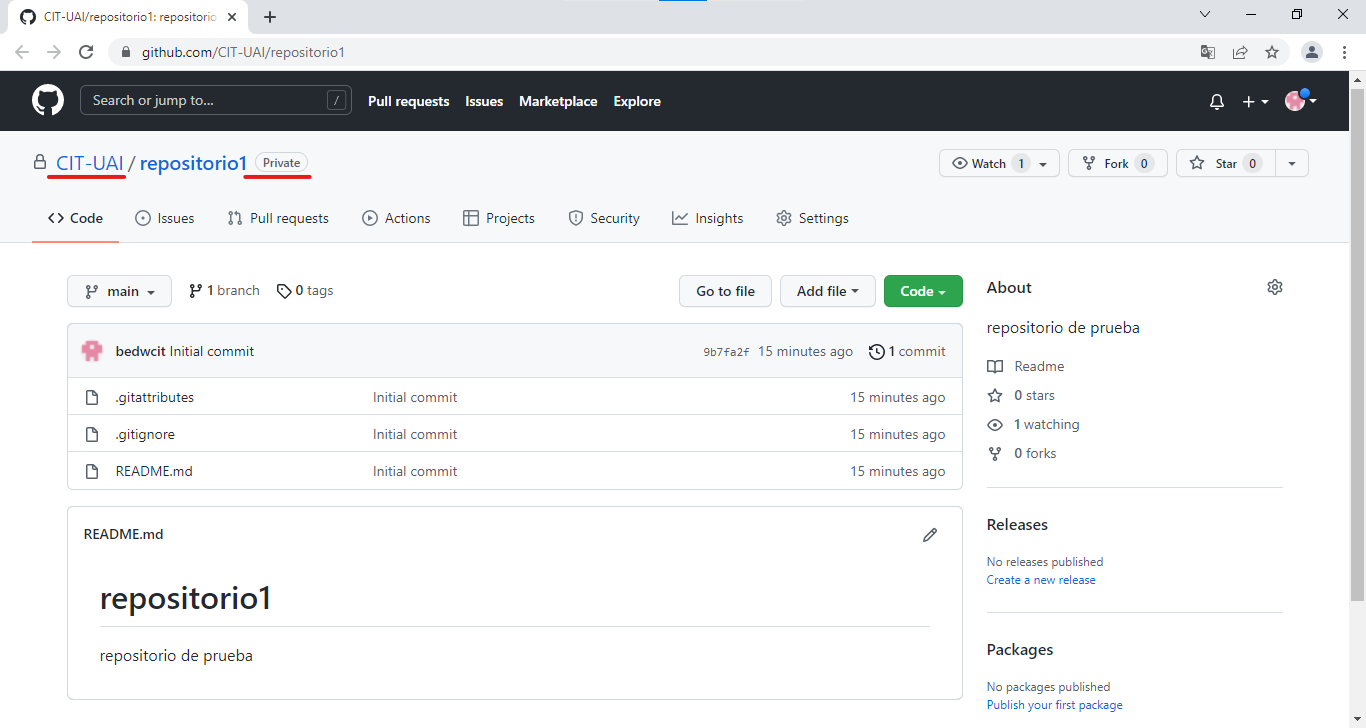 CIT-UAI/repositorio1: repositorio
github.com/CIT-UAI/repositorio1
Search or jump to... / Pull requests Issues Marketplace Explore
CIT-UAI / repositorio1 Private Watch 1 Fork 0 Star 0
Code Issues Pull requests Actions Projects Security Insights Settings
main 1 branch 0 tags Go to file Add file Code
bedwcit Initial commit 9b7fa2f 15 minutes ago 1 commit
.gitattributes Initial commit 15 minutes ago
.gitignore Initial commit 15 minutes ago
README.md Initial commit 15 minutes ago
README.md
repositorio1
repositorio de prueba
About
repositorio de prueba
Readme
0 stars
1 watching
0 forks
Releases
No releases published
Create a new release
Packages
No packages published
Publish your first package